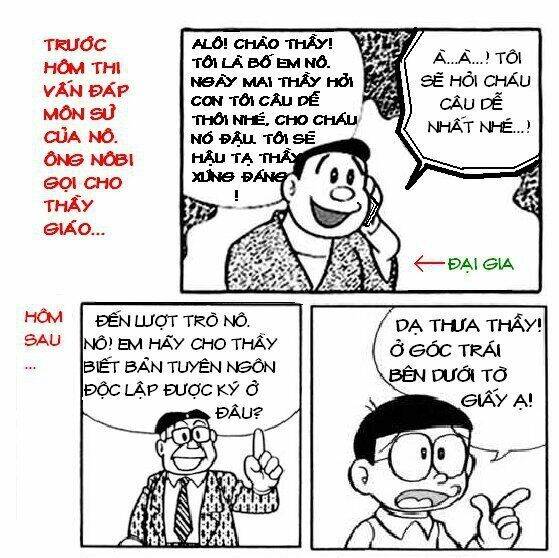 TRƯỚC
HÔM THI
VẤN ĐÁP
MÔN SỬ
CỦA NÔ.
ÔNG NÔBI
GỌI CHO
THẦY
GIÁO...
ALÔ! CHÀO THẦY!
TÔI LÀ BỐ EM NÔ.
NGÀY MAI THẦY HỎI
CON TÔI CÂU DỄ
THÔI NHÉ, CHO CHÁU
NÓ ĐẬU. TÔI SẼ
HẬU TẠ THẦY
XỨNG ĐÁNG
!
À...À...! TÔI
SẼ HỎI CHÁU
CÂU DỄ
NHẤT NHÉ...!
ĐẠI GIA
HÔM
SAU
...
ĐẾN LƯỢT TRÒ NÔ.
NÔ! EM HÃY CHO THẦY
BIẾT BẢN TUYÊN NGÔN
ĐỘC LẬP ĐƯỢC KÝ Ở
ĐÂU?
DẠ THƯA THẦY!
Ở GÓC TRÁI
BÊN DƯỚI TỜ
GIẤY Ạ!